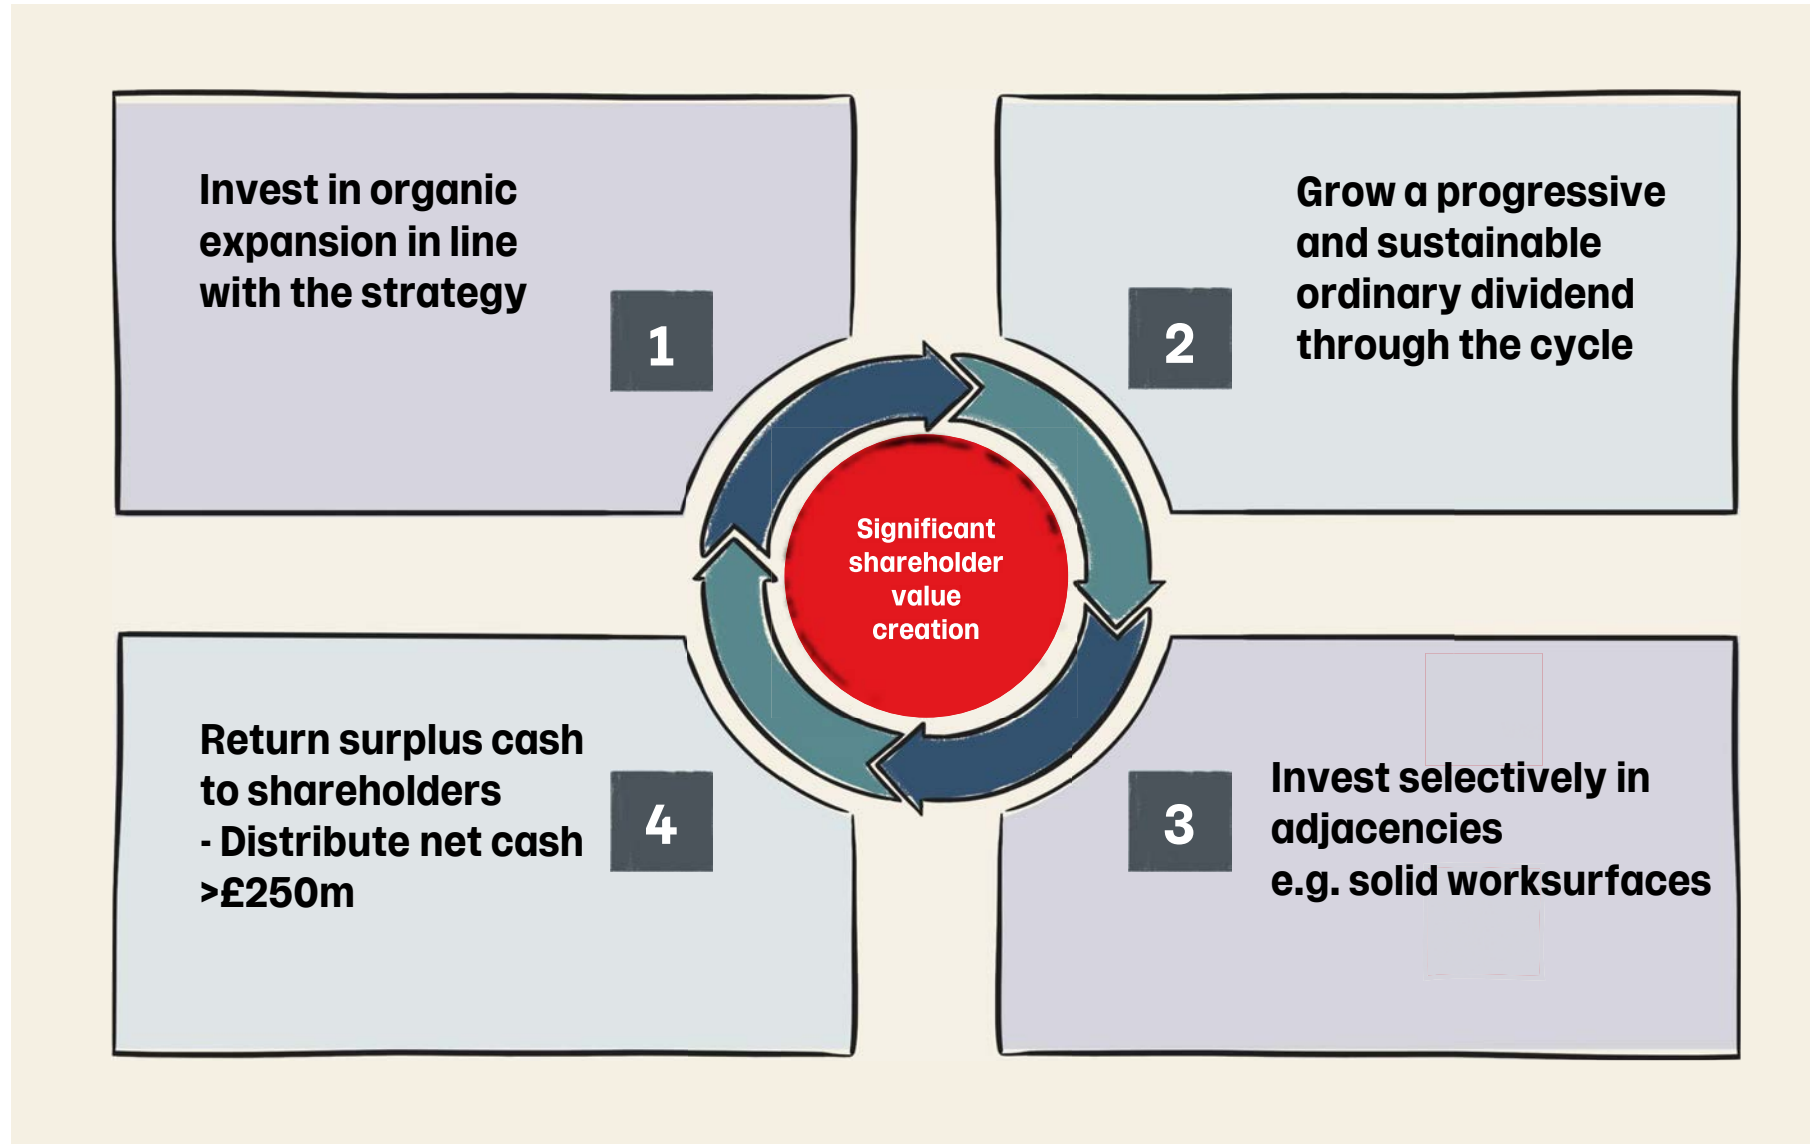 Invest in organic
expansion in line
with the strategy
1
Grow a progressive
and sustainable
ordinary dividend
through the cycle
2
Significant
shareholder
value
creation
Invest selectively in
adjacencies
e.g. solid worksurfaces
3
Return surplus cash
to shareholders
- Distribute net cash
>£250m
4